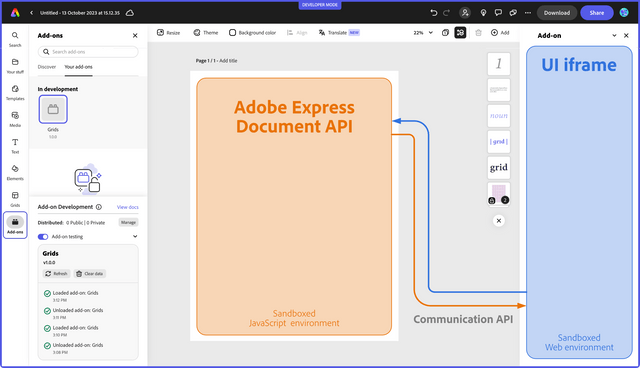 DEVELOPER MODE
Untitled - 13 October 2023 at 15.12.35
Download
Share
Search
Your stuff
Templates
Media
Text
Elements
Grids
Add-ons
Add-ons
Search add-ons
Discover
Your add-ons
In development
Grids
1.0.0
Add-on Development
View docs
Distributed: 0 Public | 0 Private
Manage
Add-on testing
Grids
v1.0.0
Refresh
Clear data
Loaded add-on: Grids
3:12 PM
Unloaded add-on: Grids
3:11 PM
Loaded add-on: Grids
3:10 PM
Unloaded add-on: Grids
3:08 PM
Resize
Theme
Background color
Align
Translate
NEW
22%
Add
Page 1 / 1 - Add title
Adobe Express
Document API
Sandboxed
JavaScript environment
1
noun
| grid |
grid
2
Communication API
Add-on
UI iframe
Sandboxed
Web environment